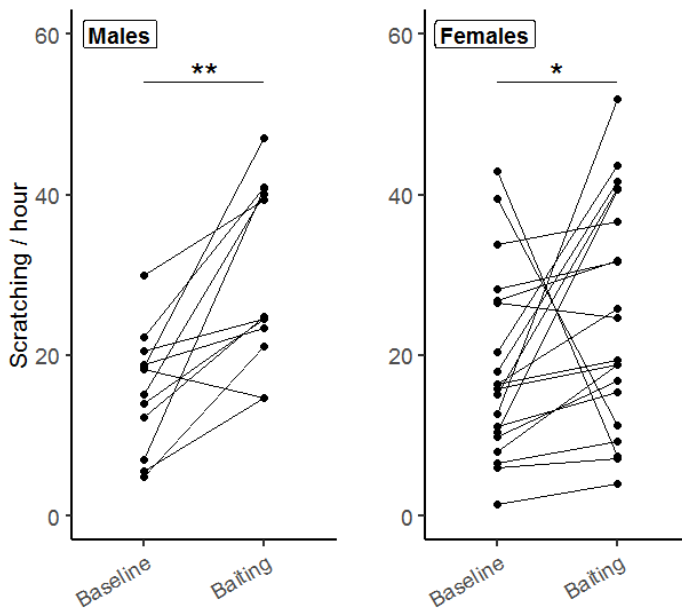 Males
Females
**
*
60
40
20
0
60
40
20
0
Scratching / hour
Baseline
Baiting
Baseline
Baiting